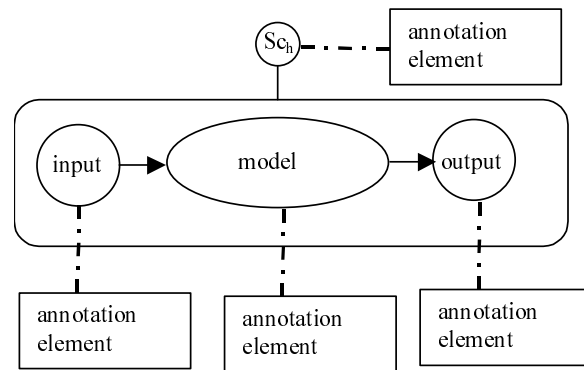 Sch
annotation
element
input
model
output
annotation
element
annotation
element
annotation
element